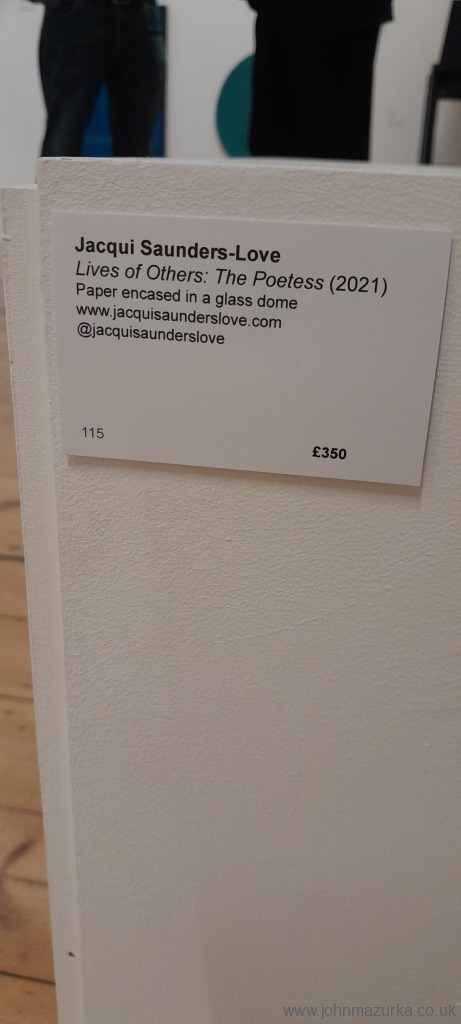 Jacqui Saunders-Love
Lives of Others: The Poetess (2021)
Paper encased in a glass dome
www.jacquisaunderslove.com
@jacquisaunderslove
115
£350
www.johnmazurka.co.uk